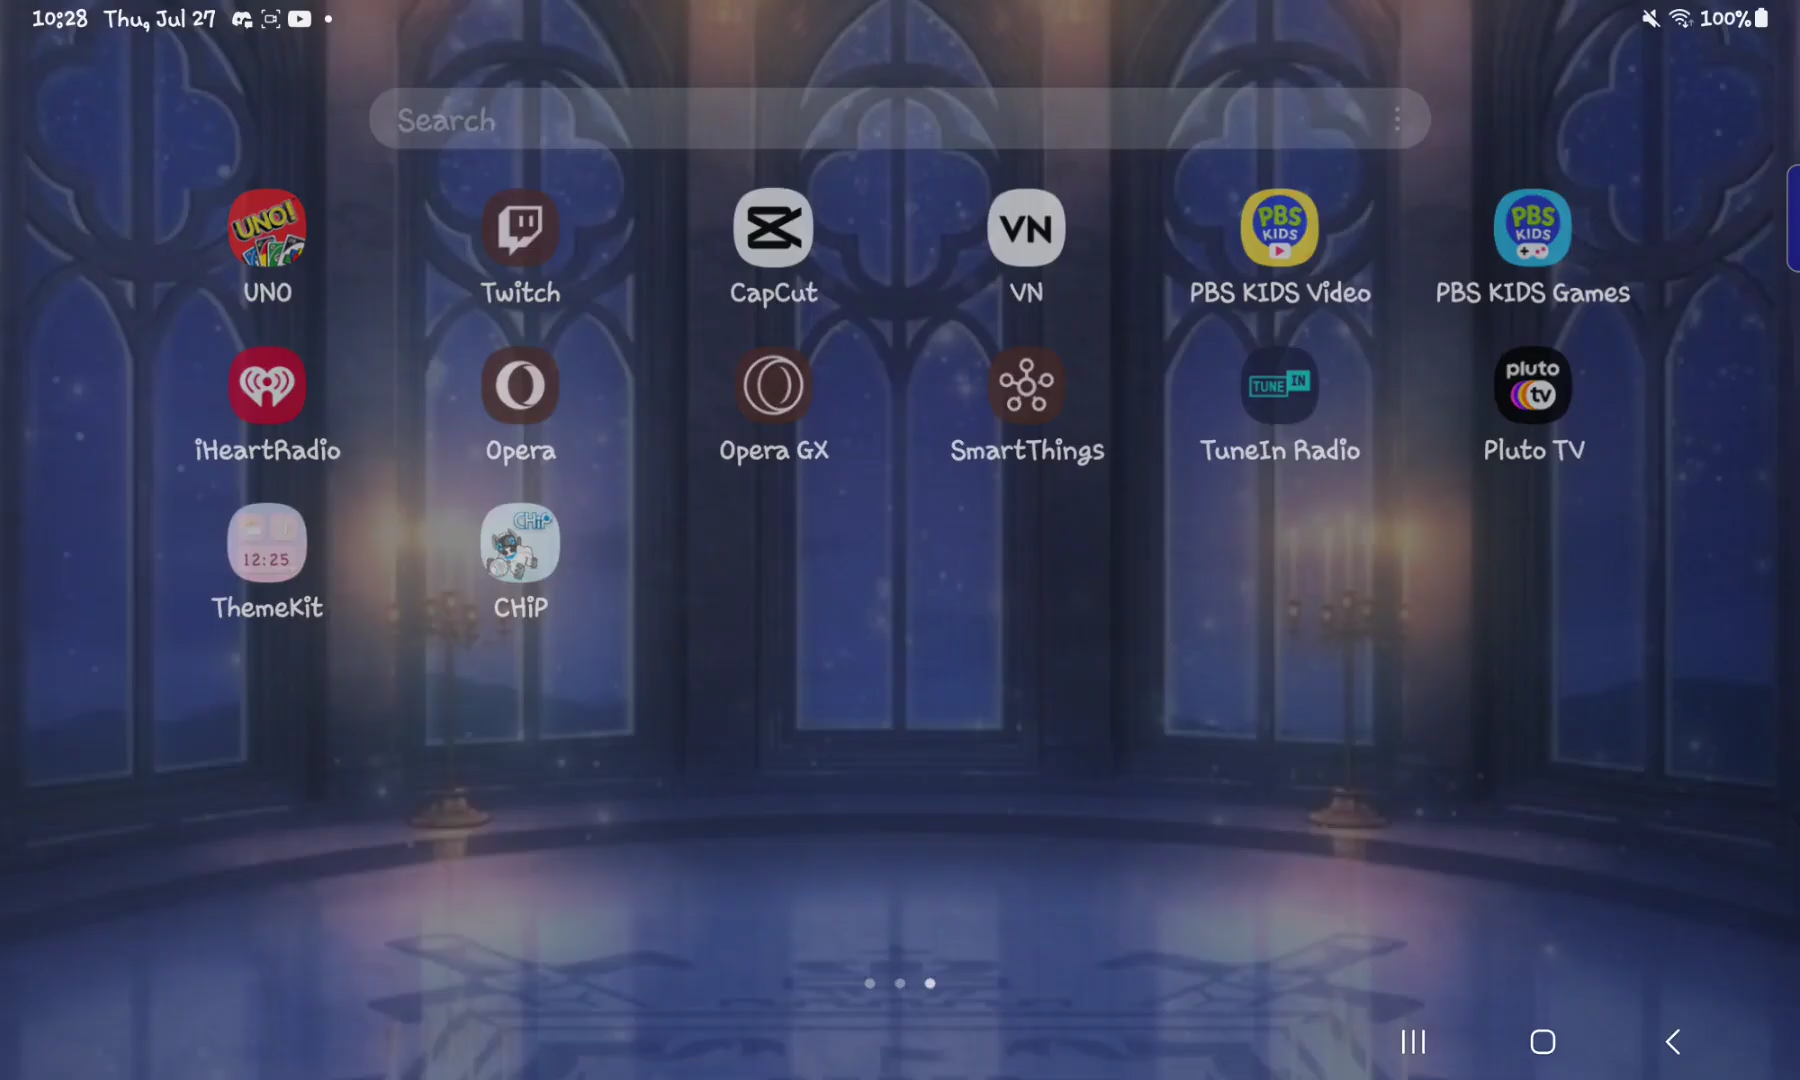 10:28 Thu, Jul 27
100%
Search
UNO!
VN
PBS KIDS
PBS KIDS
UNO
Twitch
CapCut
VN
PBS KIDS Video
PBS KIDS Games
TUNE IN
pluto tv
iHeartRadio
Opera
Opera GX
SmartThings
TuneIn Radio
Pluto TV
12:25
CHiP
ThemeKit
CHiP